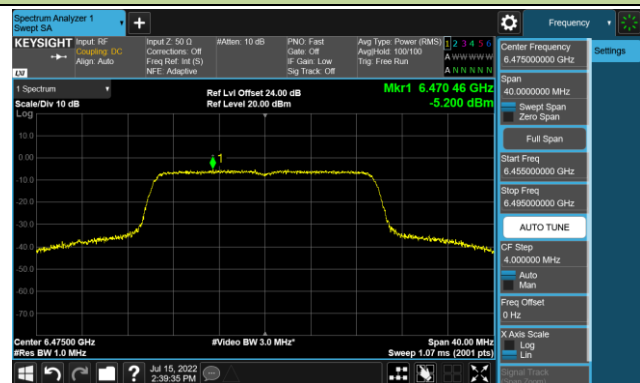 Spectrum Analyzer 1
Swept SA
+
Frequency
KEYSIGHT
Input: RF
Coupling: DC
Align: Auto
Input Z: 50 Ω
Corrections: Off
Freq Ref: Int (S)
NFE: Adaptive
#Atten: 10 dB
PNO: Fast
Gate: Off
IF Gain: Low
Sig Track: Off
Avg Type: Power (RMS)
Avg|Hold: 100/100
Trig: Free Run
1 2 3 4 5 6
A W W W W W
A N N N N N
LXI
1 Spectrum
Scale/Div 10 dB
Log
Ref Lvl Offset 24.00 dB
Ref Level 20.00 dBm
Mkr1 6.470 46 GHz
-5.200 dBm
10.0
0.00
-10.0
-20.0
-30.0
-40.0
-50.0
-60.0
-70.0
1
Center 6.47500 GHz
#Res BW 1.0 MHz
#Video BW 3.0 MHz*
Span 40.00 MHz
Sweep 1.07 ms (2001 pts)
Center Frequency
6.475000000 GHz
Settings
Span
40.0000000 MHz
Swept Span
Zero Span
Full Span
Start Freq
6.455000000 GHz
Stop Freq
6.495000000 GHz
AUTO TUNE
CF Step
4.000000 MHz
Auto
Man
Freq Offset
0 Hz
X Axis Scale
Log
Lin
Signal Track
(Span Zoom)
?
Jul 15, 2022
2:39:35 PM